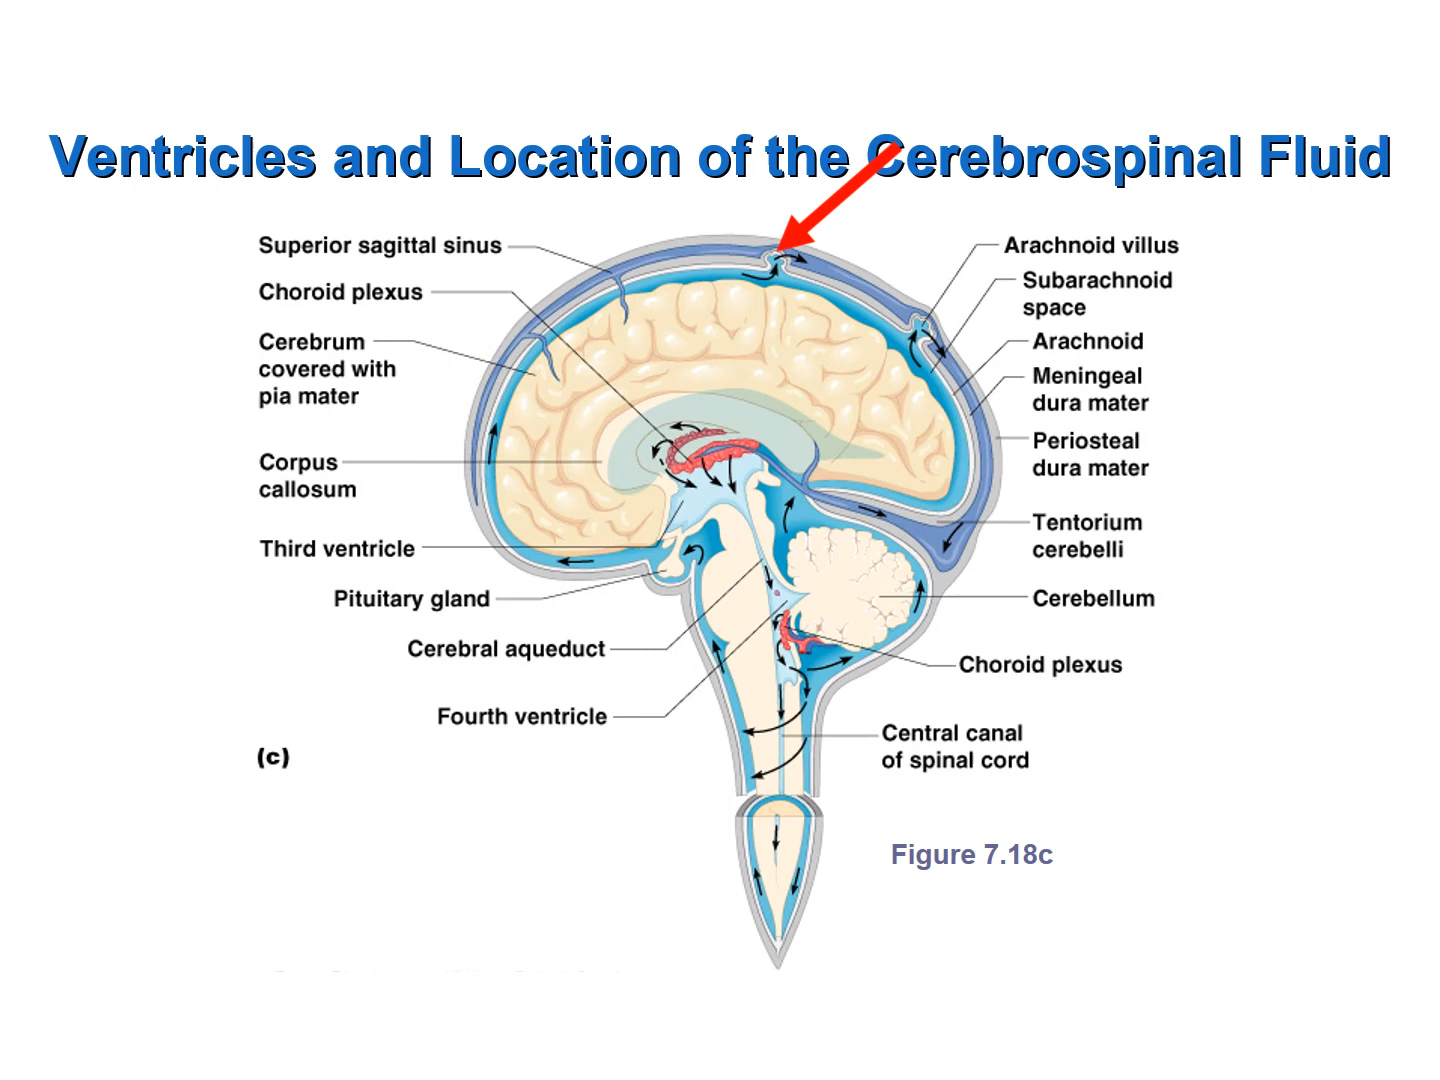 Ventricles and Location of the Cerebrospinal Fluid
Superior sagittal sinus
Choroid plexus
Cerebrum
covered with
pia mater
Corpus
callosum
Third ventricle
Pituitary gland
Cerebral aqueduct
Fourth ventricle
(c)
Arachnoid villus
Subarachnoid
space
Arachnoid
Meningeal
dura mater
Periosteal
dura mater
Tentorium
cerebelli
Cerebellum
Choroid plexus
Central canal
of spinal cord
Figure 7.18c